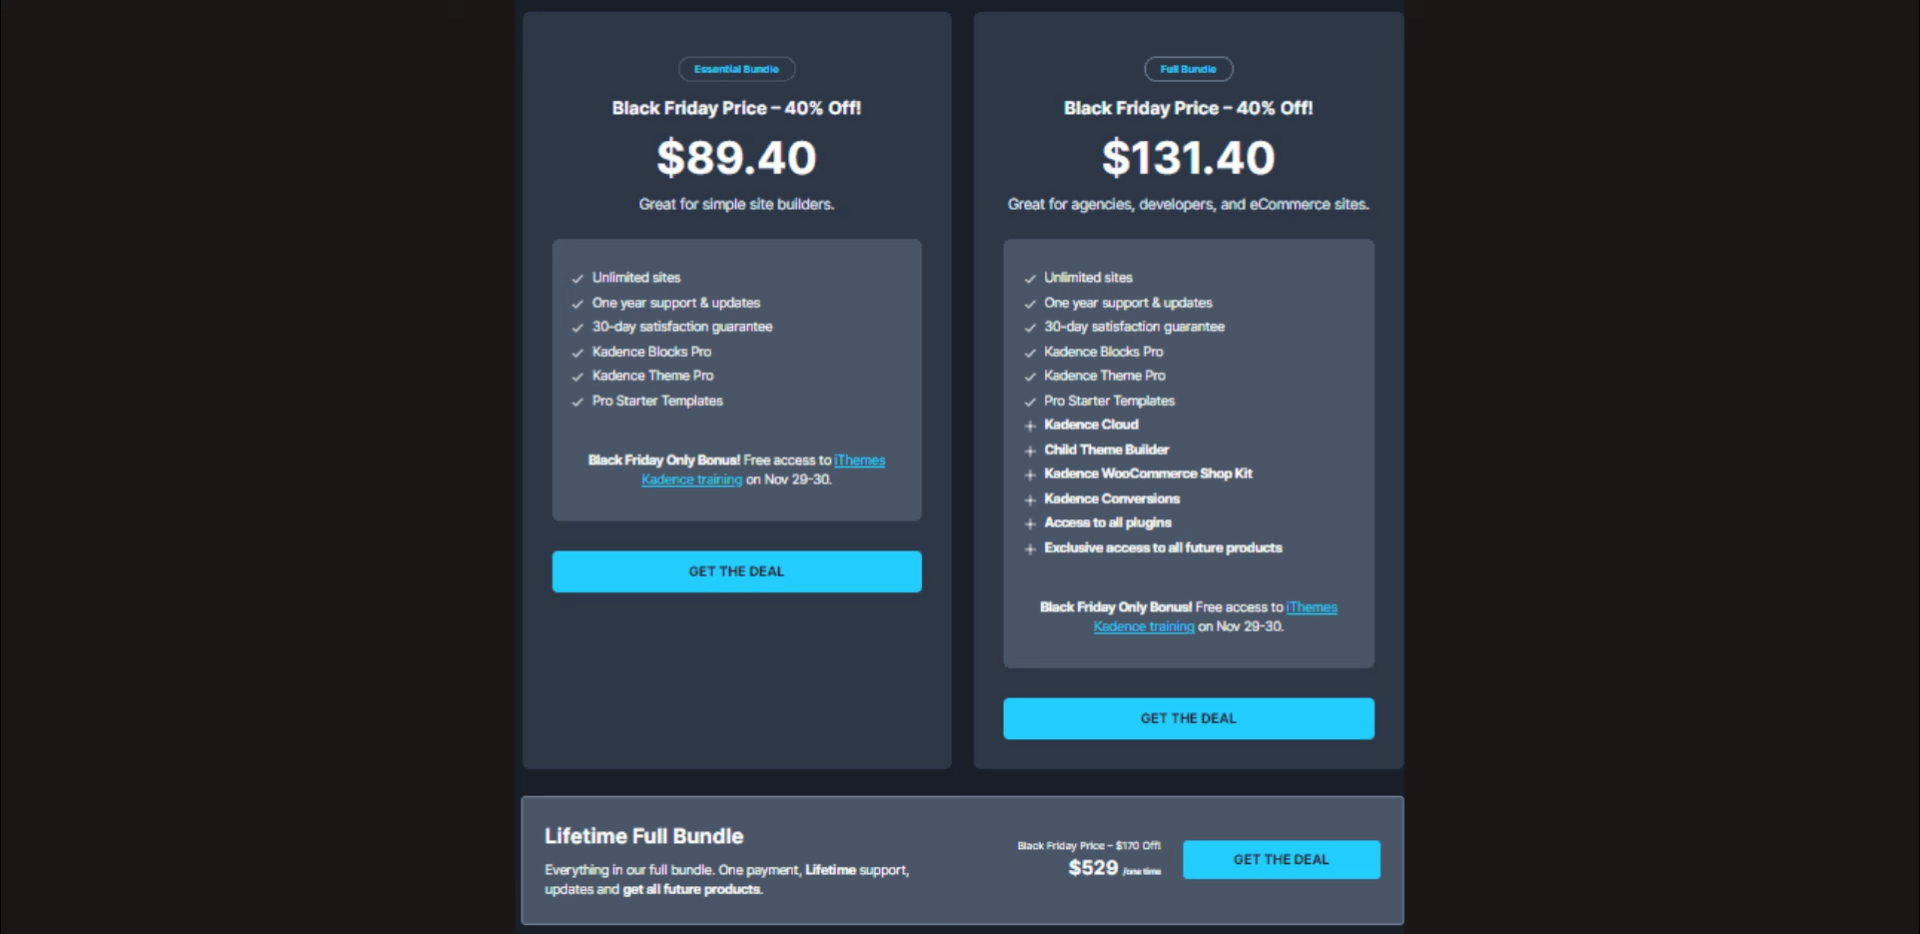 Essential Bundle
Black Friday Price – 40% Off!
$89.40
Great for simple site builders.
Unlimited sites
One year support & updates
30-day satisfaction guarantee
Kadence Blocks Pro
Kadence Theme Pro
Pro Starter Templates
Black Friday Only Bonus! Free access to iThemes
Kadence training on Nov 29-30.
GET THE DEAL
Full Bundle
Black Friday Price – 40% Off!
$131.40
Great for agencies, developers, and eCommerce sites.
Unlimited sites
One year support & updates
30-day satisfaction guarantee
Kadence Blocks Pro
Kadence Theme Pro
Pro Starter Templates
Kadence Cloud
Child Theme Builder
Kadence WooCommerce Shop Kit
Kadence Conversions
Access to all plugins
Exclusive access to all future products
Black Friday Only Bonus! Free access to iThemes
Kadence training on Nov 29-30.
GET THE DEAL
Lifetime Full Bundle
Everything in our full bundle. One payment, Lifetime support,
updates and get all future products.
Black Friday Price – $170 Off!
$529 /one time
GET THE DEAL